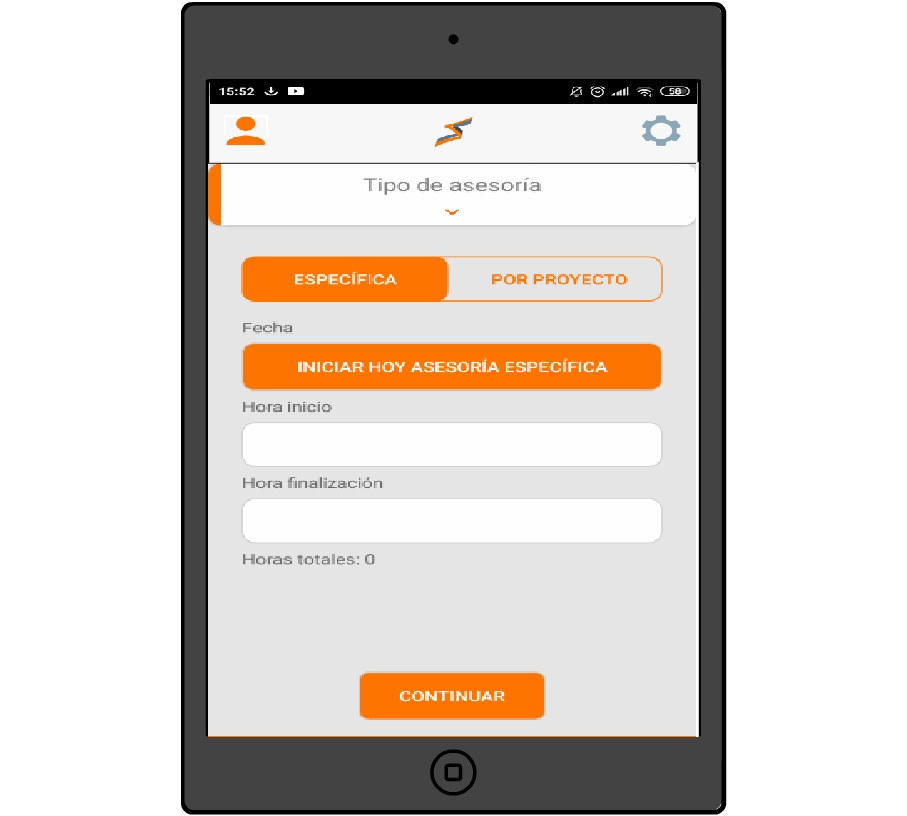 15:52
58
Tipo de asesoría
ESPECÍFICA
POR PROYECTO
Fecha
INICIAR HOY ASESORÍA ESPECÍFICA
Hora inicio
Hora finalización
Horas totales: 0
CONTINUAR